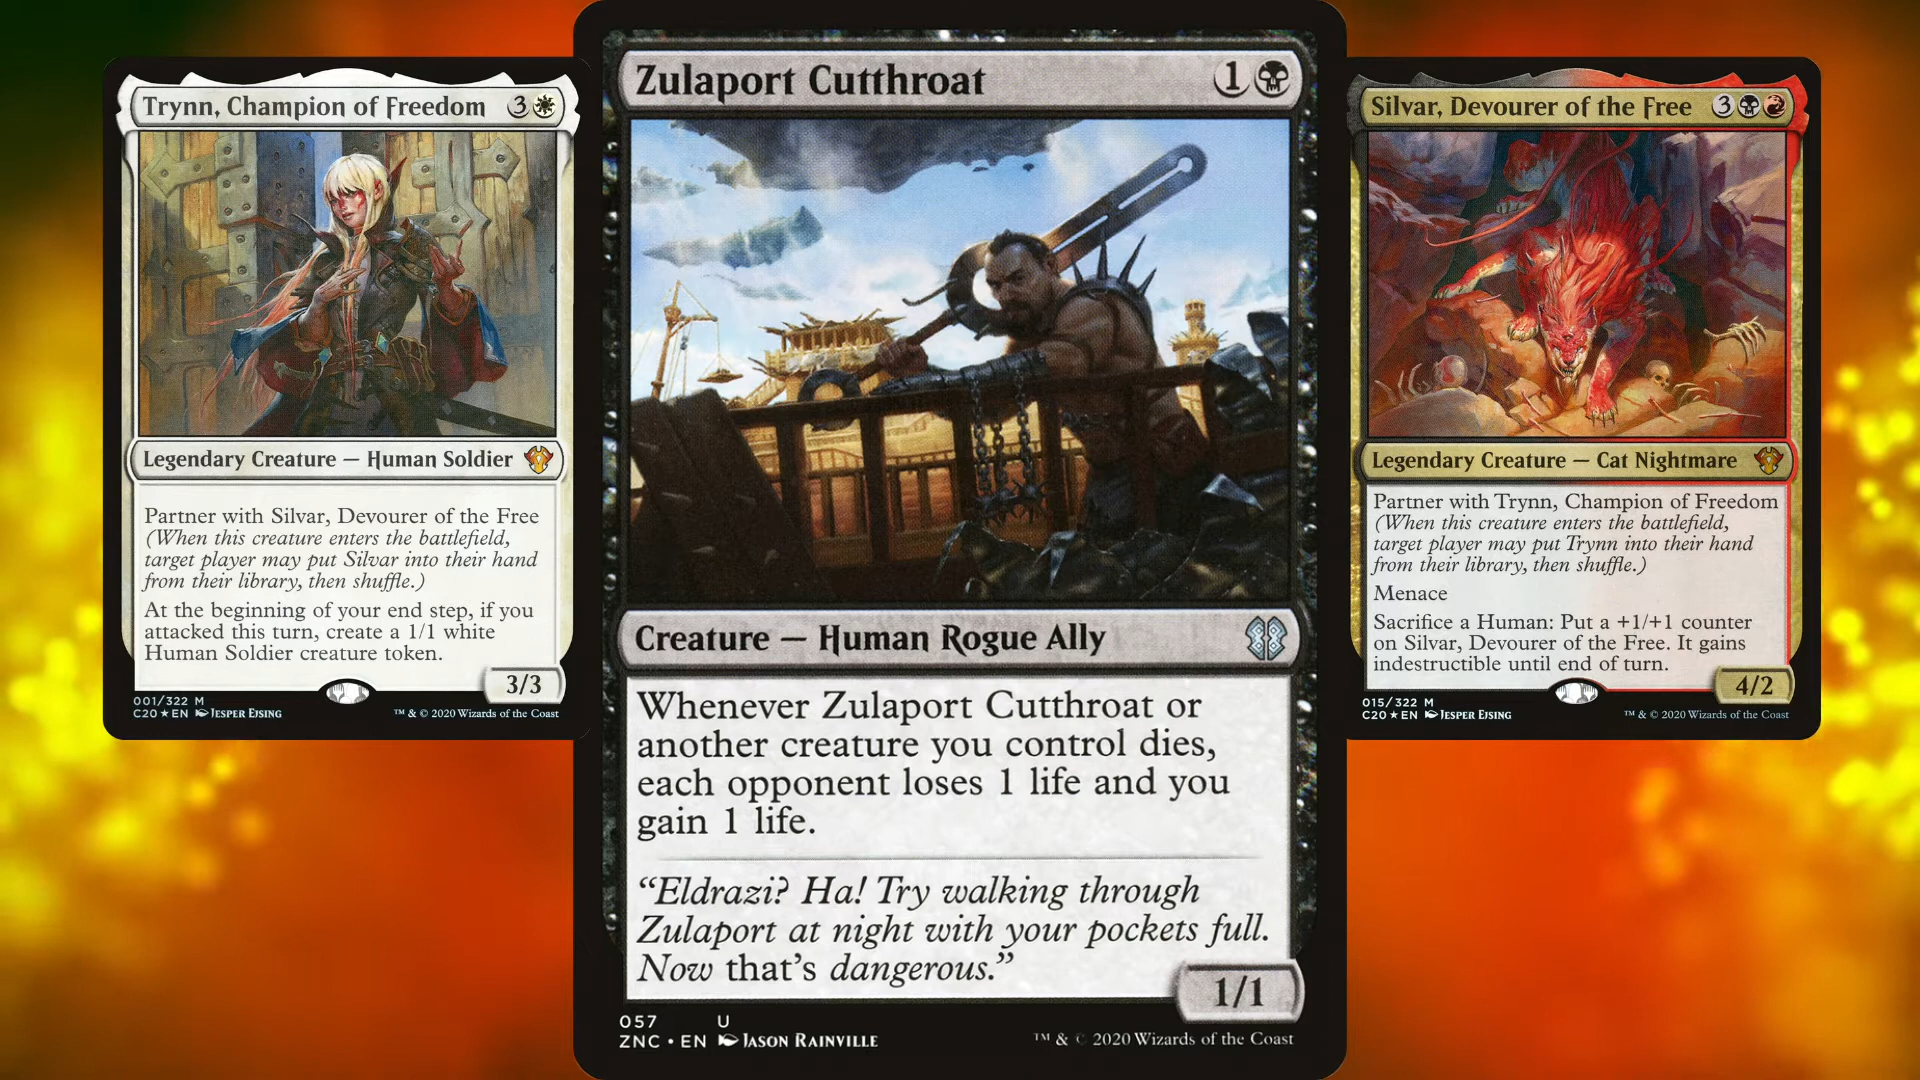 Trynn, Champion of Freedom 3
Legendary Creature — Human Soldier
Partner with Silvar, Devourer of the Free
(When this creature enters the battlefield,
target player may put Silvar into their hand
from their library, then shuffle.)
At the beginning of your end step, if you
attacked this turn, create a 1/1 white
Human Soldier creature token.
3/3
001/322 M
C20 ★ EN Jesper Ejsing
™ & © 2020 Wizards of the Coast
Zulaport Cutthroat 1
Creature — Human Rogue Ally
Whenever Zulaport Cutthroat or
another creature you control dies,
each opponent loses 1 life and you
gain 1 life.
“Eldrazi? Ha! Try walking through
Zulaport at night with your pockets full.
Now that’s dangerous.”
1/1
057 U
ZNC • EN Jason Rainville
™ & © 2020 Wizards of the Coast
Silvar, Devourer of the Free 3
Legendary Creature — Cat Nightmare
Partner with Trynn, Champion of Freedom
(When this creature enters the battlefield,
target player may put Trynn into their hand
from their library, then shuffle.)
Menace
Sacrifice a Human: Put a +1/+1 counter
on Silvar, Devourer of the Free. It gains
indestructible until end of turn.
4/2
015/322 M
C20 ★ EN Jesper Ejsing
™ & © 2020 Wizards of the Coast